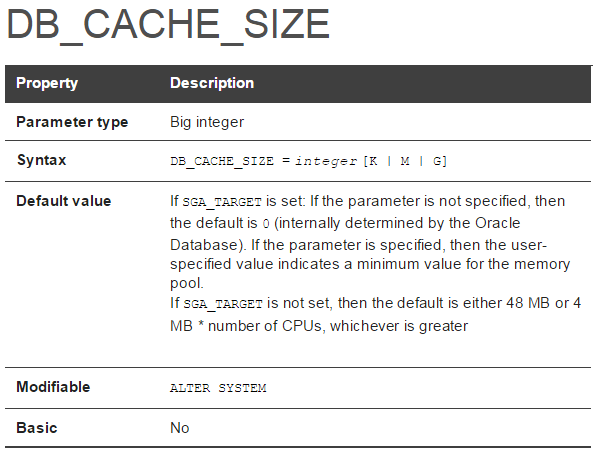 DB_CACHE_SIZE
Property Description
Parameter type Big integer
Syntax DB_CACHE_SIZE = integer [K | M | G]
Default value If SGA_TARGET is set: If the parameter is not specified, then
the default is 0 (internally determined by the Oracle
Database). If the parameter is specified, then the user-
specified value indicates a minimum value for the memory
pool.
If SGA_TARGET is not set, then the default is either 48 MB or 4
MB * number of CPUs, whichever is greater
Modifiable ALTER SYSTEM
Basic No